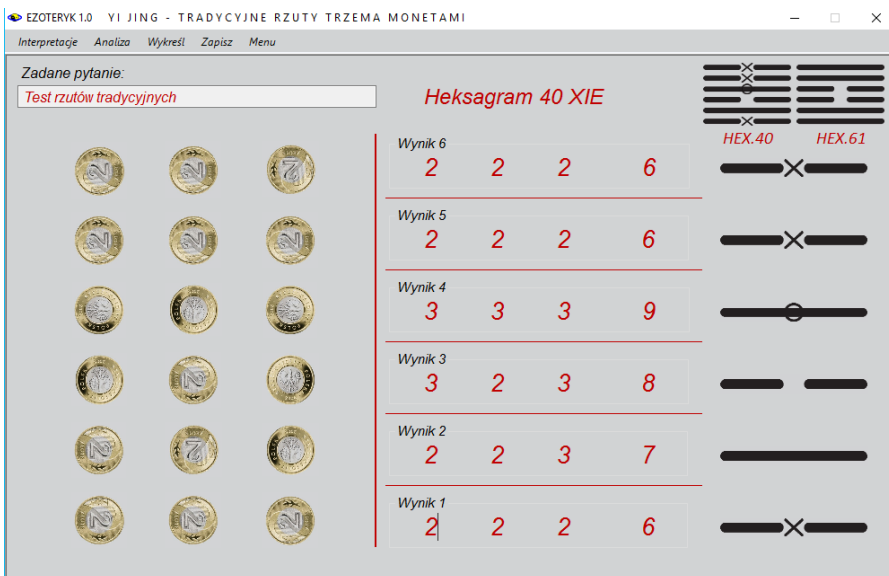 EZOTERYK 1.0 YI JING - TRADYCYJNE RZUTY TRZEMA MONETAMI
Interpretacje Analiza Wykreśl Zapisz Menu
Zadane pytanie:
Test rzutów tradycyjnych
Heksagram 40 XIE
HEX.40 HEX.61
Wynik 6
2 2 2 6
Wynik 5
2 2 2 6
Wynik 4
3 3 3 9
Wynik 3
3 2 3 8
Wynik 2
2 2 3 7
Wynik 1
2 2 2 6